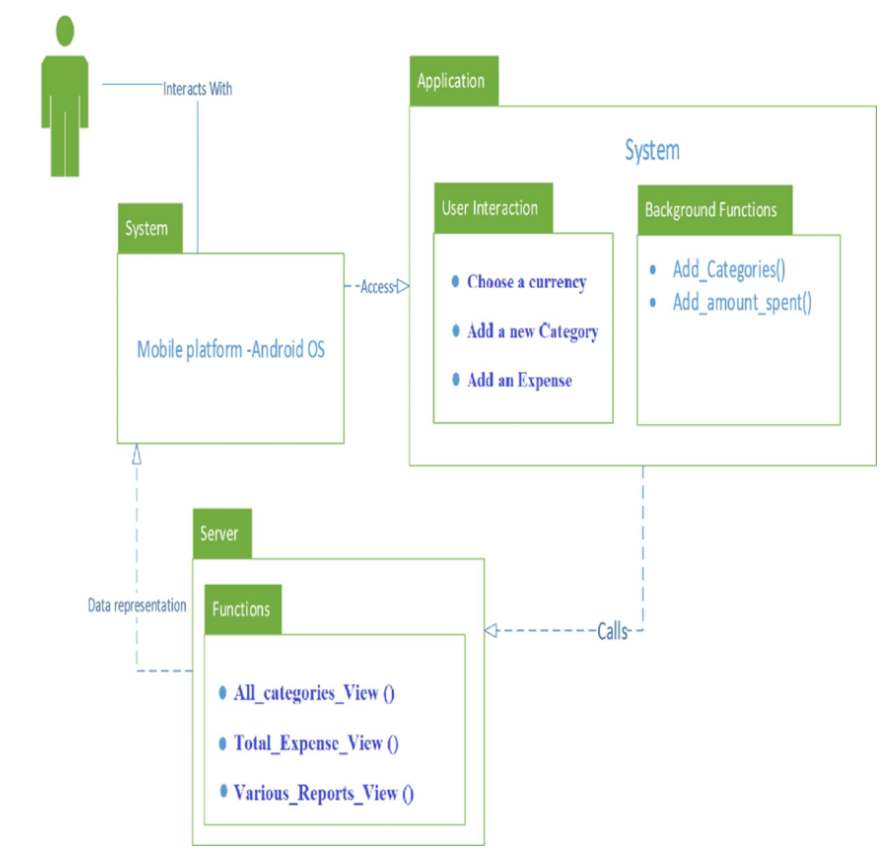 Interacts With
Application
System
User Interaction
Background Functions
System
Choose a currency
Add a new Category
Add an Expense
Add_Categories()
Add_amount_spent()
Access
Mobile platform -Android OS
Server
Functions
Data representation
Calls
All_categories_View ()
Total_Expense_View ()
Various_Reports_View ()